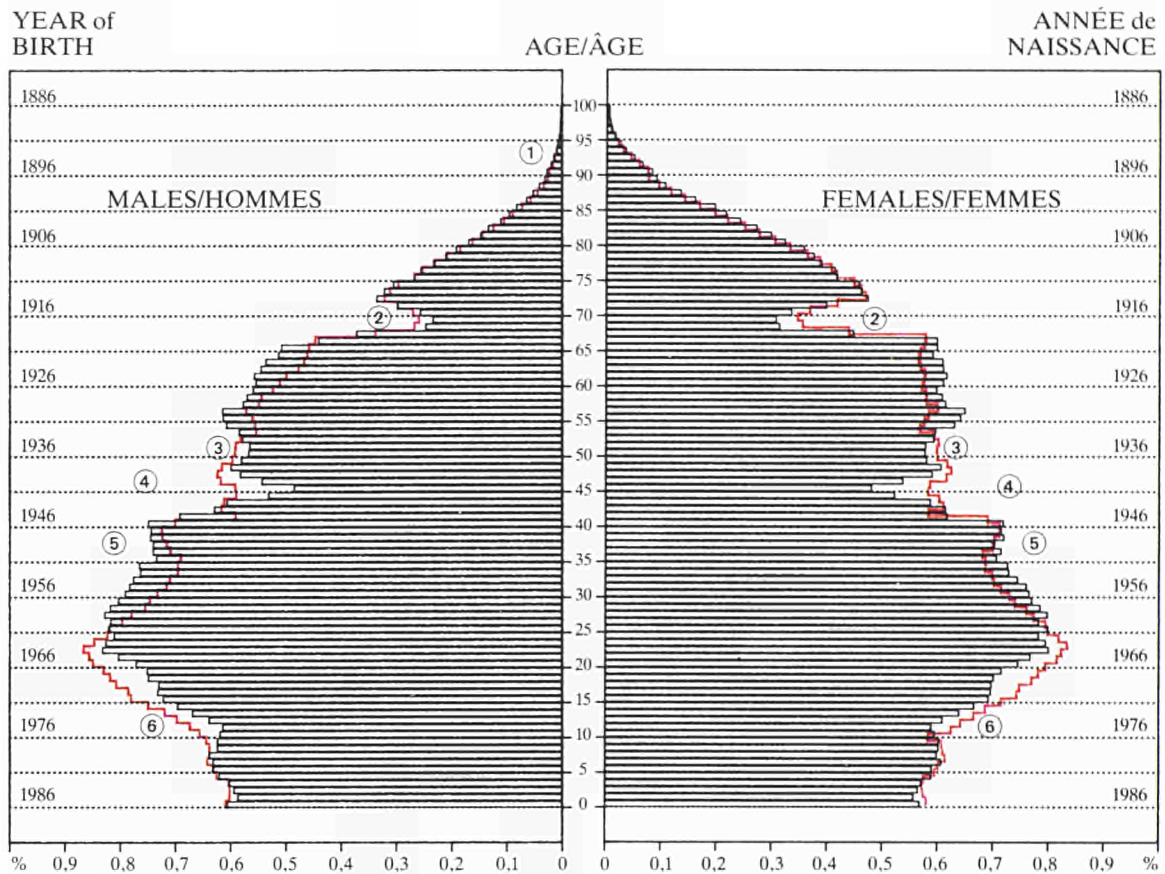 YEAR of
BIRTH
AGE/ÂGE
ANNÉE de
NAISSANCE
1886 100 1886
95
①
1896 90 1896
MALES/HOMMES
FEMALES/FEMMES
85
1906 80 1906
75
1916 70 1916
② ②
65
1926 60 1926
55
1936 50 1936
③ ③
④ ④
45
1946 40 1946
⑤ ⑤
35
1956 30 1956
25
1966 20 1966
15
⑥ ⑥
1976 10 1976
5
1986 0 1986
% 0,9 0,8 0,7 0,6 0,5 0,4 0,3 0,2 0,1 0 0 0,1 0,2 0,3 0,4 0,5 0,6 0,7 0,8 0,9 %